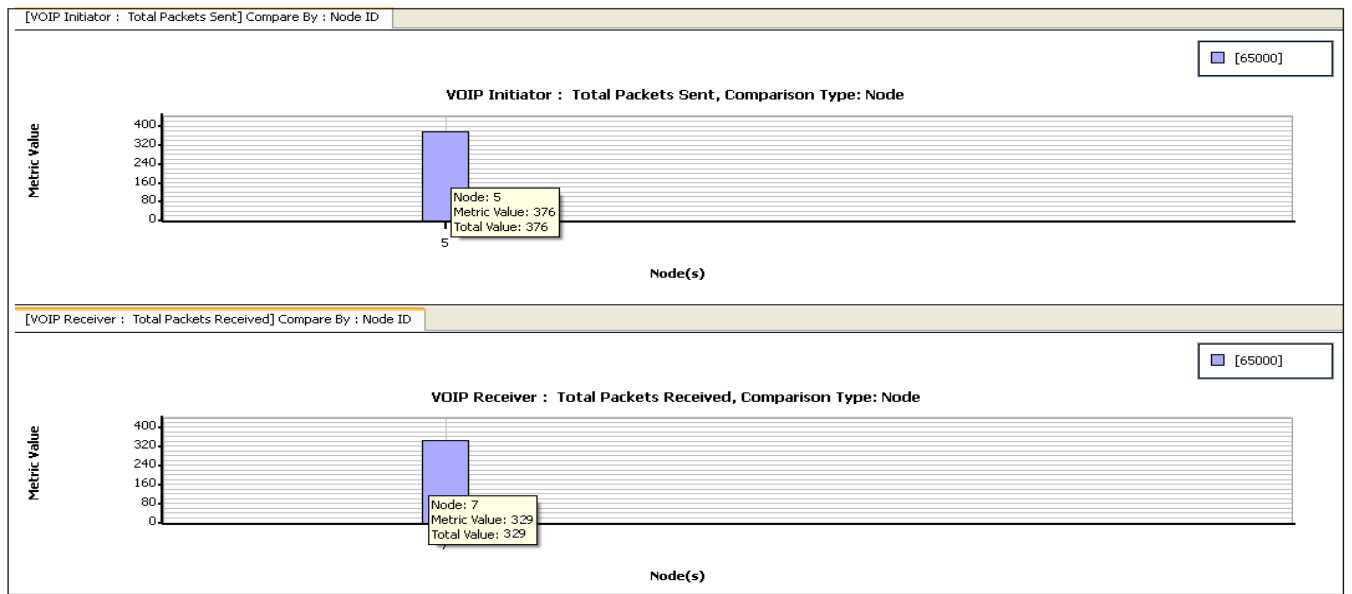 [VOIP Initiator : Total Packets Sent] Compare By : Node ID
[65000]
VOIP Initiator : Total Packets Sent, Comparison Type: Node
Metric Value
400
320
240
160
80
0
Node: 5
Metric Value: 376
Total Value: 376
5
Node(s)
[VOIP Receiver : Total Packets Received] Compare By : Node ID
[65000]
VOIP Receiver : Total Packets Received, Comparison Type: Node
Metric Value
400
320
240
160
80
0
Node: 7
Metric Value: 329
Total Value: 329
Node(s)